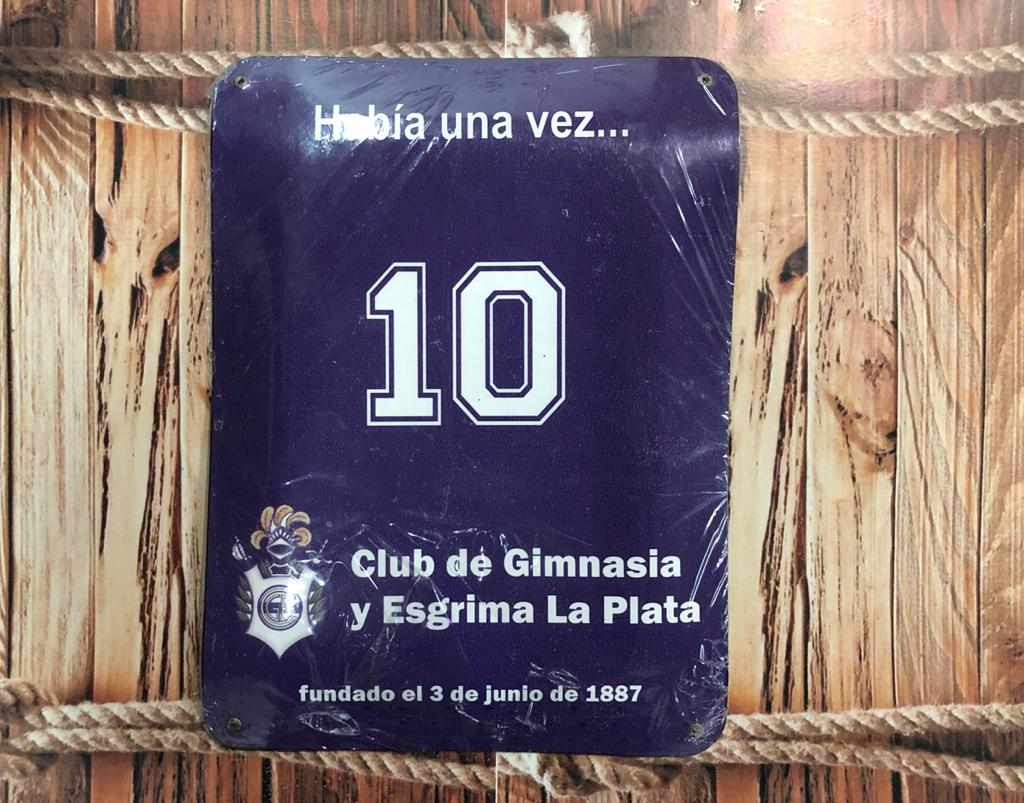 Había una vez...
10
Club de Gimnasia
y Esgrima La Plata
fundado el 3 de junio de 1887